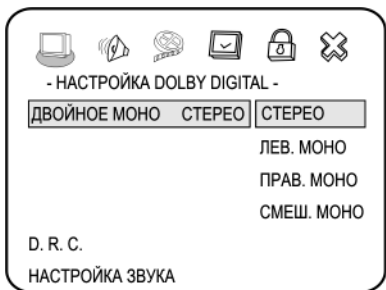 - НАСТРОЙКА DOLBY DIGITAL -
ДВОЙНОЕ МОНО СТЕРЕО СТЕРЕО
ЛЕВ. МОНО
ПРАВ. МОНО
СМЕШ. МОНО
D. R. C.
НАСТРОЙКА ЗВУКА